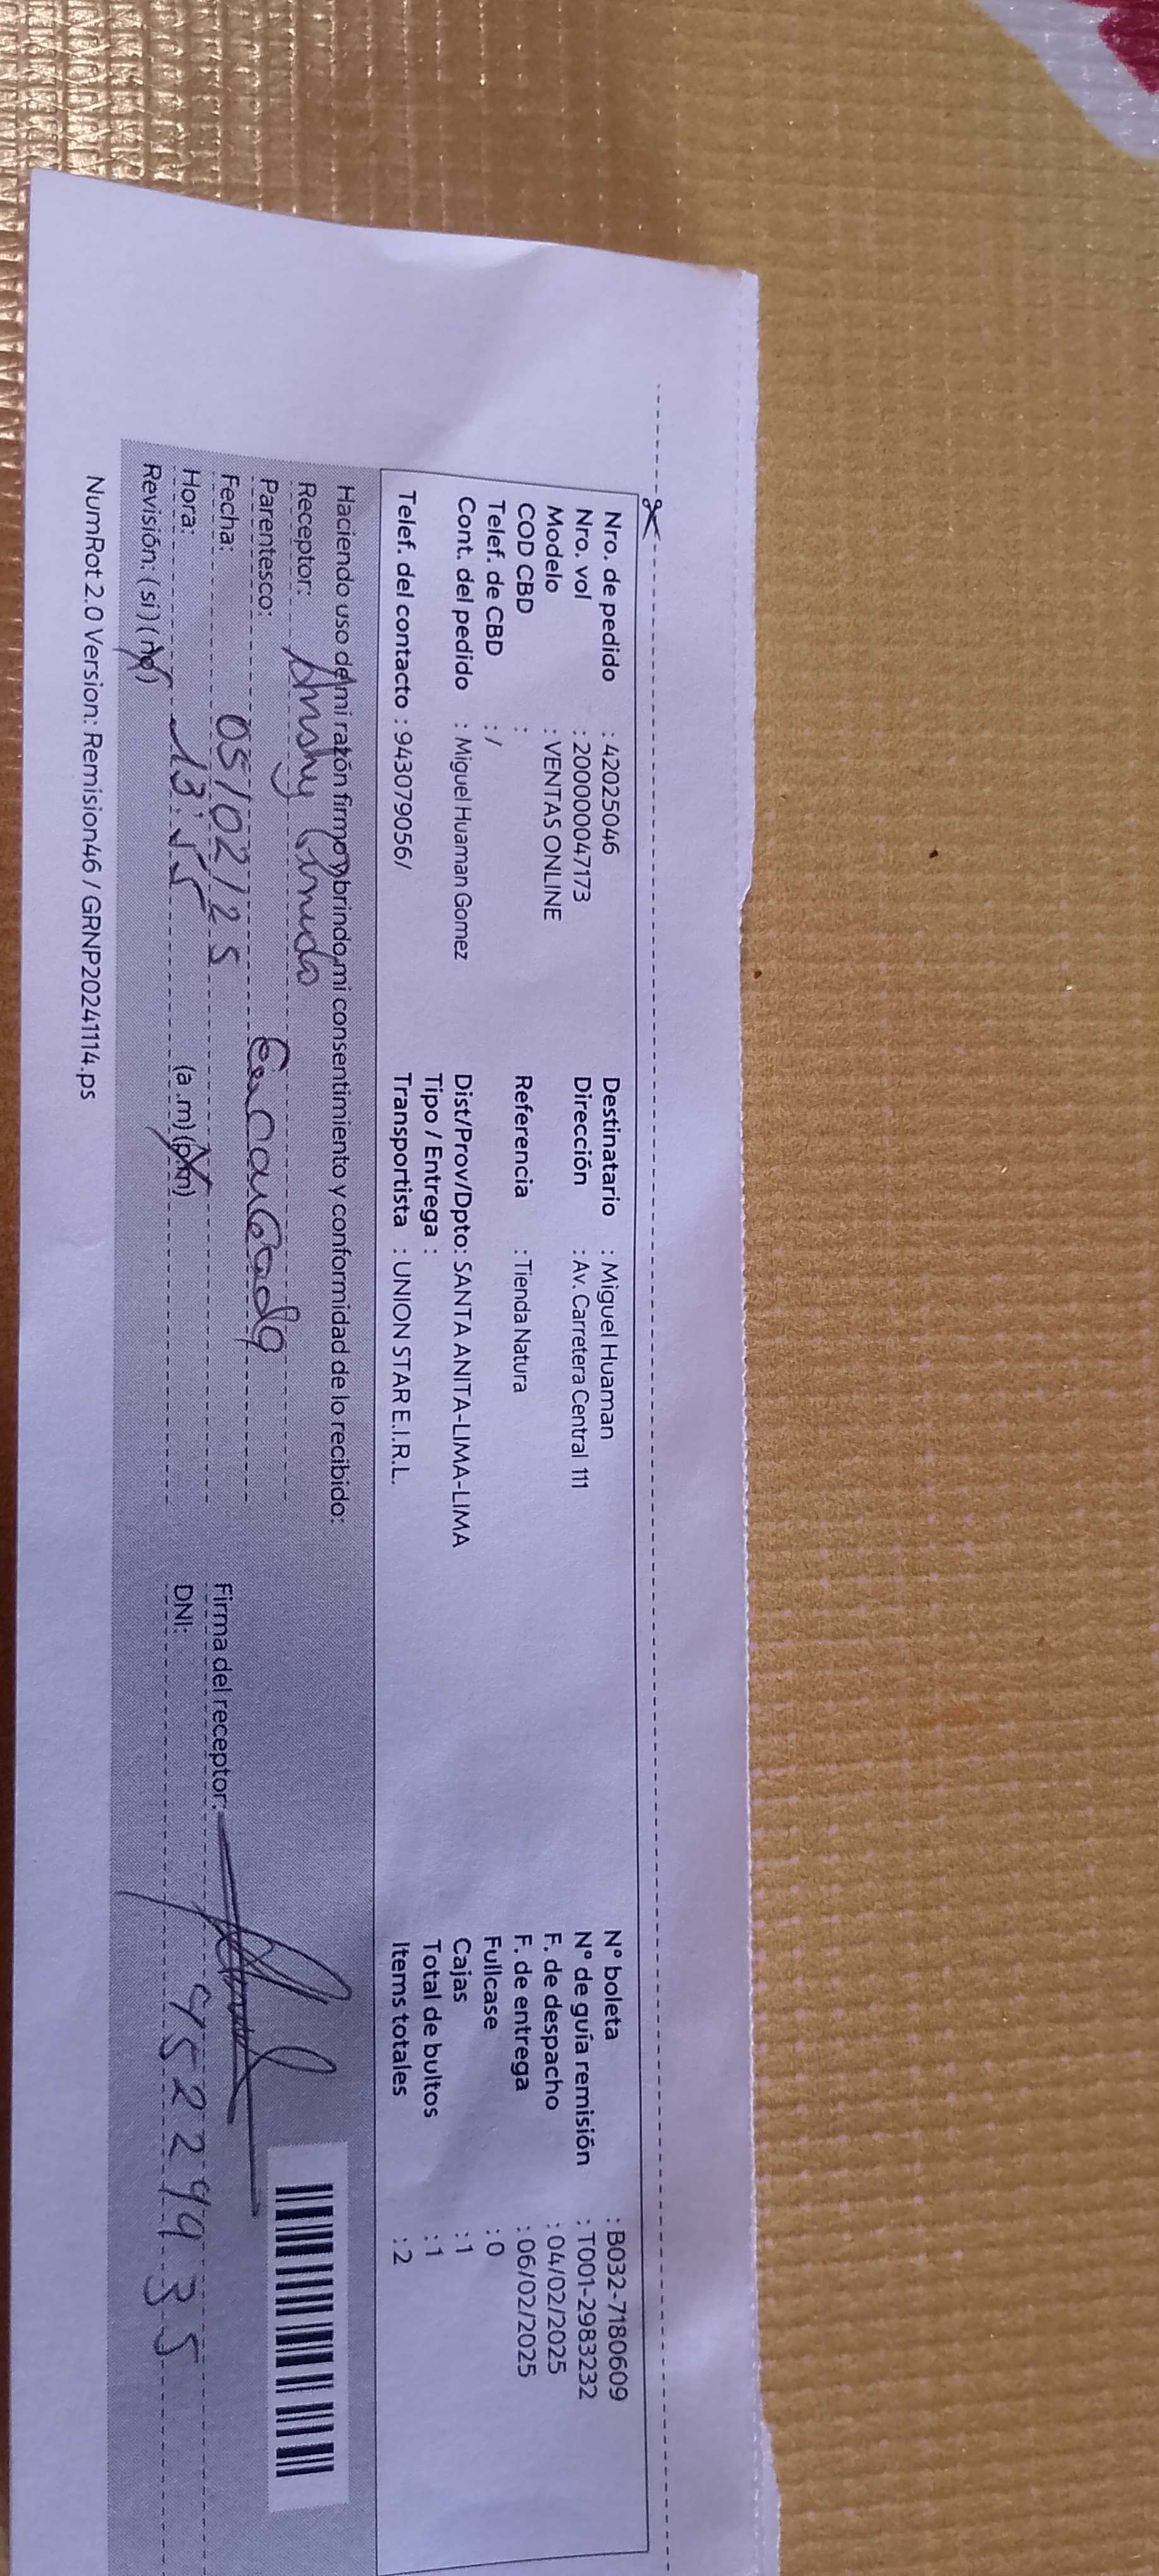 Nro. de pedido : 42025046 Destinatario : Miguel Huaman N° boleta : B032-7180609
Nro. vol : 200000047173 Dirección : Av. Carretera Central 111 N° de guía remisión : T001-2983232
Modelo : VENTAS ONLINE F. de despacho : 04/02/2025
COD CBD : Referencia : Tienda Natura F. de entrega : 06/02/2025
Telef. de CBD : / Fullcase : 0
Cont. del pedido : Miguel Huaman Gomez Dist/Prov/Dpto: SANTA ANITA-LIMA-LIMA Cajas : 1
Tipo / Entrega : Total de bultos : 1
Telef. del contacto : 943079056/ Transportista : UNION STAR E.I.R.L. Items totales : 2
Haciendo uso de mi razón firmo y brindo mi consentimiento y conformidad de lo recibido:
Receptor:
Parentesco: Encargada
Fecha: 05/02/25 Firma del receptor:
Hora: 13:55 (a.m) (p.m) DNI: 45229935
Revisión: (si) (no)
NumRot 2.0 Version: Remision46 / GRNP20241114.ps